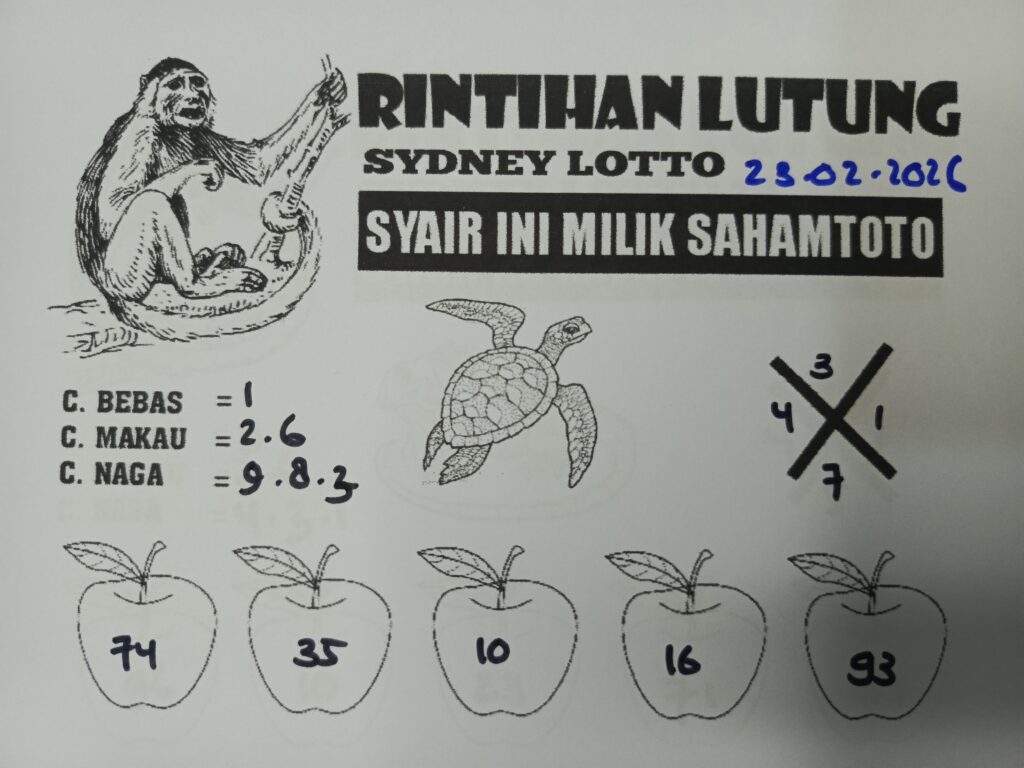 RINTIHAN LUTUNG
SYDNEY LOTTO 23.02.2026
SYAIR INI MILIK SAHAMTOTO
C. BEBAS = 1
C. MAKAU = 2.6
C. NAGA = 9.8.3
3
4 1
7
74 35 10 16 93